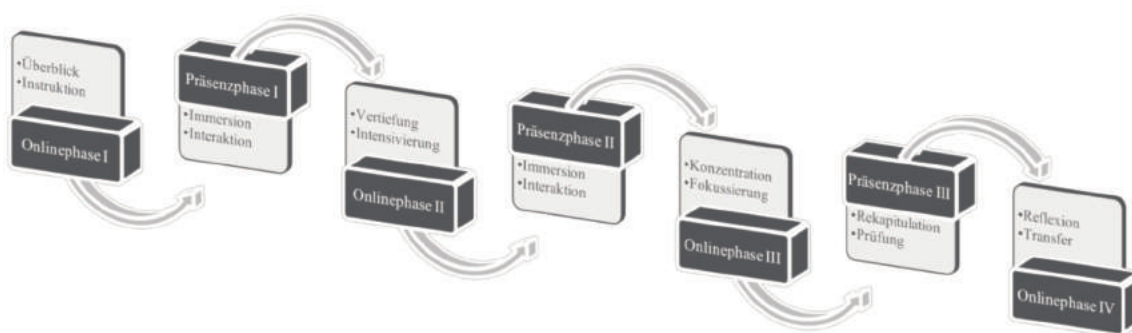 •Überblick
•Instruktion
Onlinephase I
Präsenzphase I
•Immersion
•Interaktion
•Vertiefung
•Intensivierung
Onlinephase II
Präsenzphase II
•Immersion
•Interaktion
•Konzentration
•Fokussierung
Onlinephase III
Präsenzphase III
•Rekapitulation
•Prüfung
•Reflexion
•Transfer
Onlinephase IV